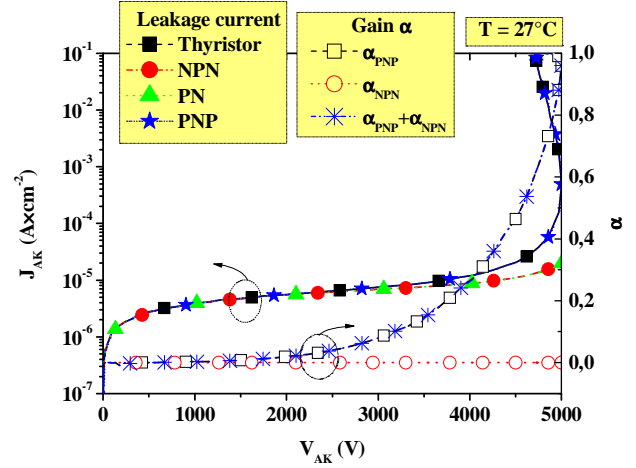 Leakage current
Thyristor
NPN
PN
PNP
Gain α
α_PNP
α_NPN
α_PNP+α_NPN
T = 27°C
10^-1
10^-2
10^-3
10^-4
10^-5
10^-6
10^-7
J_AK (A×cm^-2)
1,0
0,8
0,6
0,4
0,2
0,0
α
0
1000
2000
3000
4000
5000
V_AK (V)